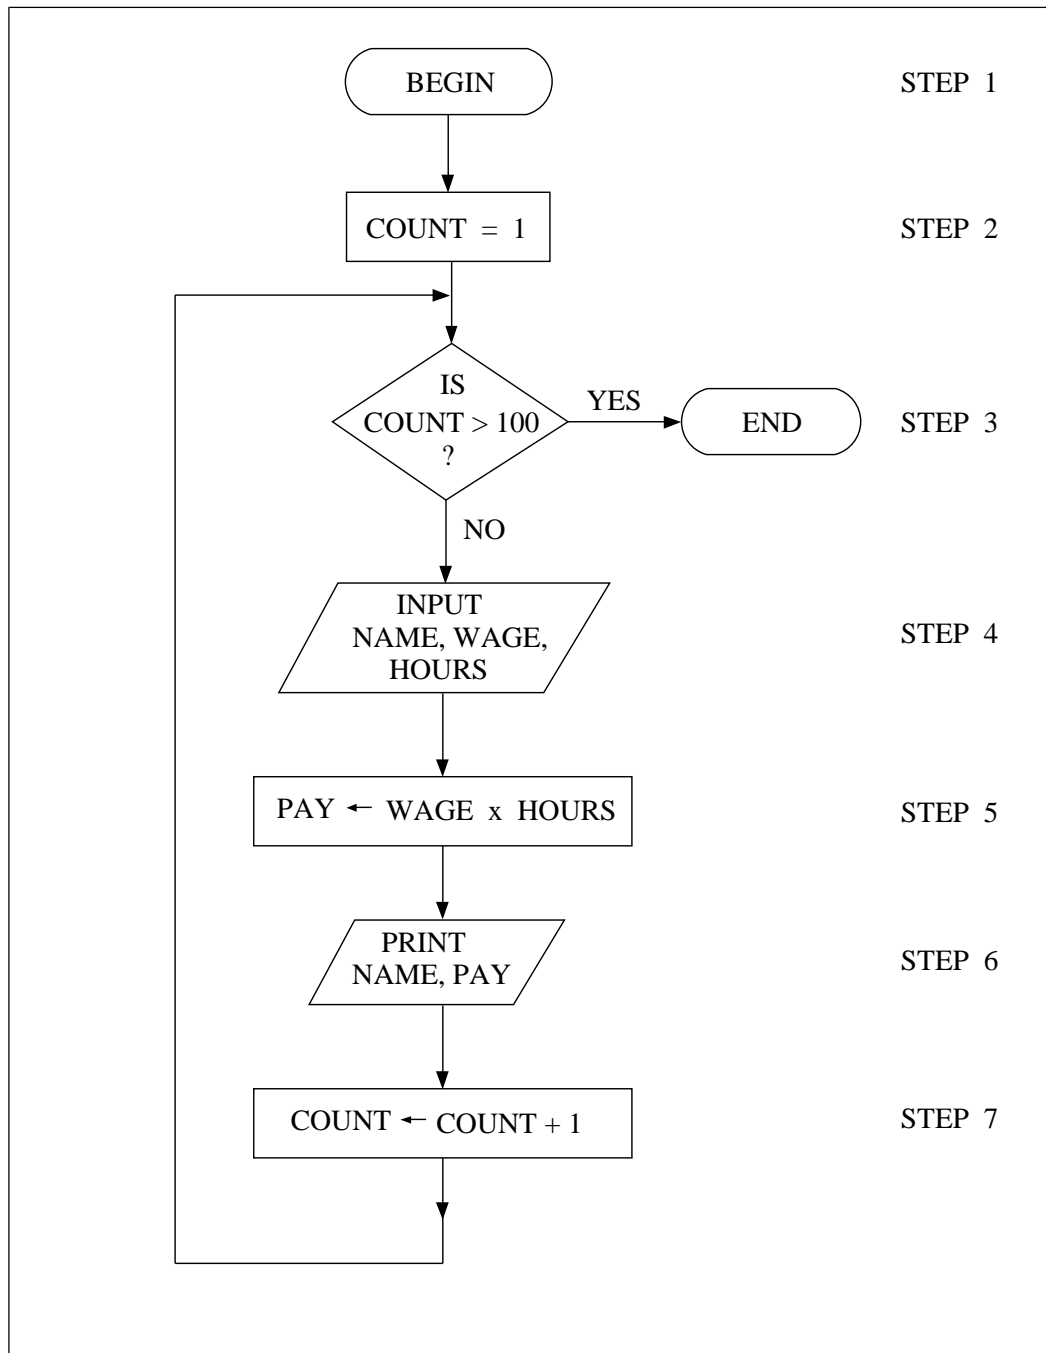 BEGIN
STEP 1
COUNT = 1
STEP 2
IS
COUNT > 100
?
YES
END
STEP 3
NO
INPUT
NAME, WAGE,
HOURS
STEP 4
PAY ← WAGE x HOURS
STEP 5
PRINT
NAME, PAY
STEP 6
COUNT ← COUNT + 1
STEP 7